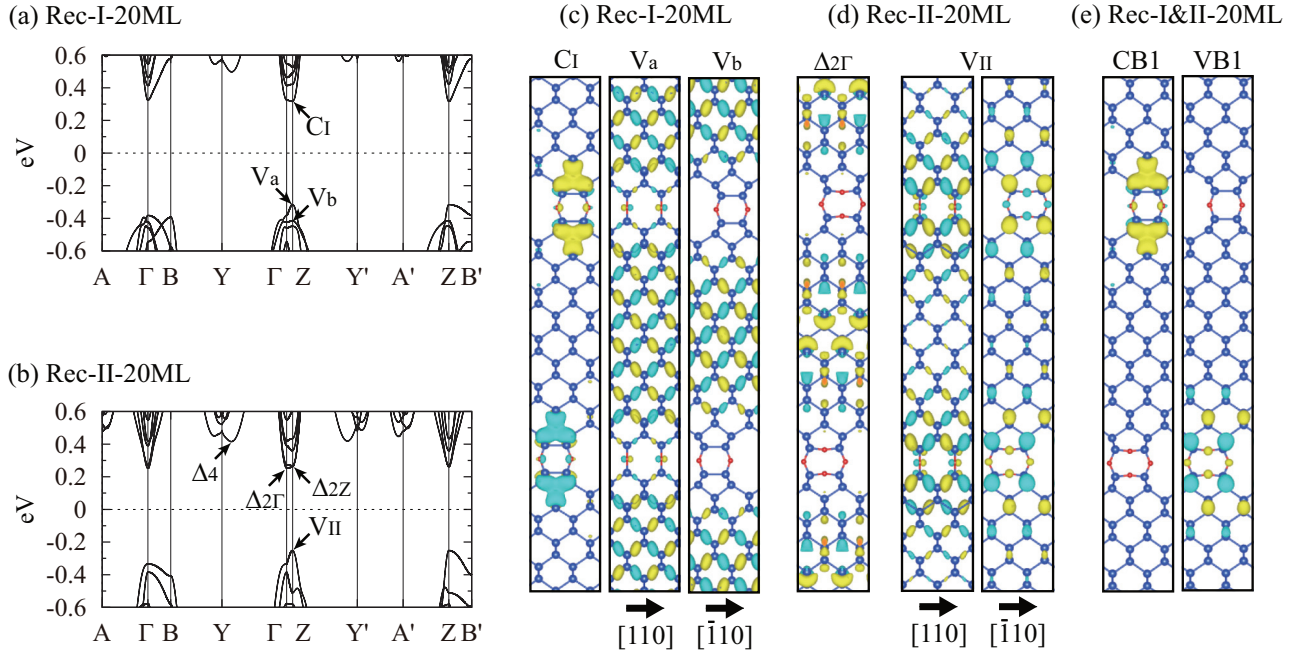 (a) Rec-I-20ML
0.6
0.4
0.2
0
-0.2
-0.4
-0.6
eV
CI
Va
Vb
A Γ B Y Γ Z Y' A' Z B'
(b) Rec-II-20ML
0.6
0.4
0.2
0
-0.2
-0.4
-0.6
eV
Δ4
Δ2Γ
Δ2Z
VII
A Γ B Y Γ Z Y' A' Z B'
(c) Rec-I-20ML
CI Va Vb
[110] [1̄10]
(d) Rec-II-20ML
Δ2Γ VII
[110] [1̄10]
(e) Rec-I&II-20ML
CB1 VB1